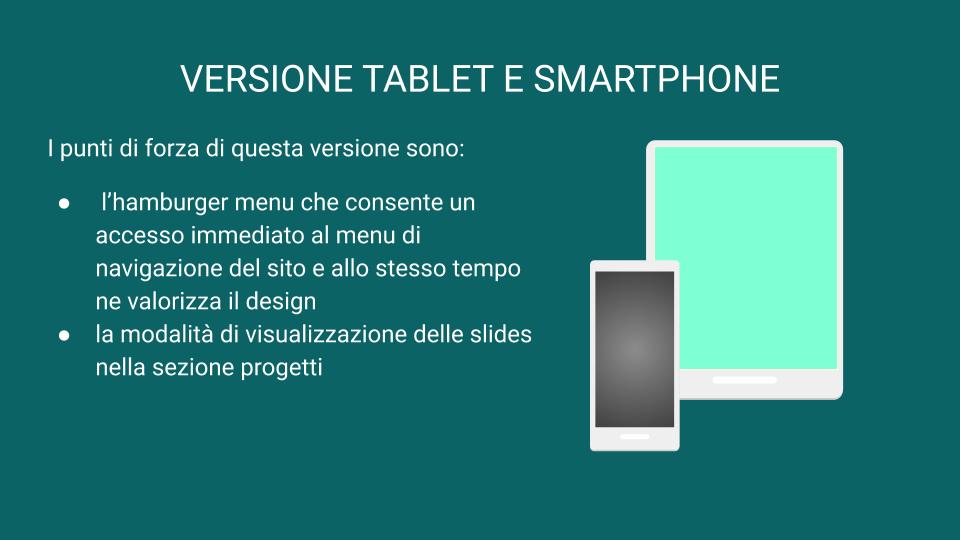 VERSIONE TABLET E SMARTPHONE
I punti di forza di questa versione sono:
● l’hamburger menu che consente un
accesso immediato al menu di
navigazione del sito e allo stesso tempo
ne valorizza il design
● la modalità di visualizzazione delle slides
nella sezione progetti